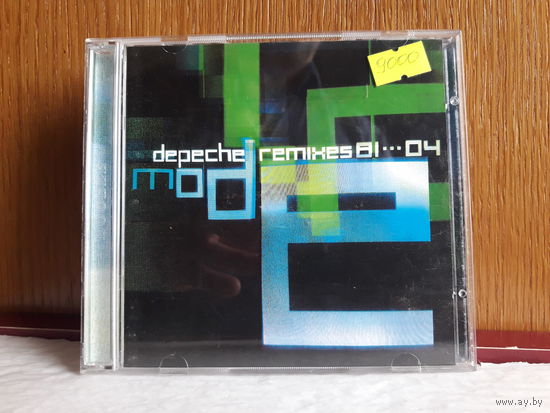 9000
depeche remixes 81···04
mode
www.ay.by